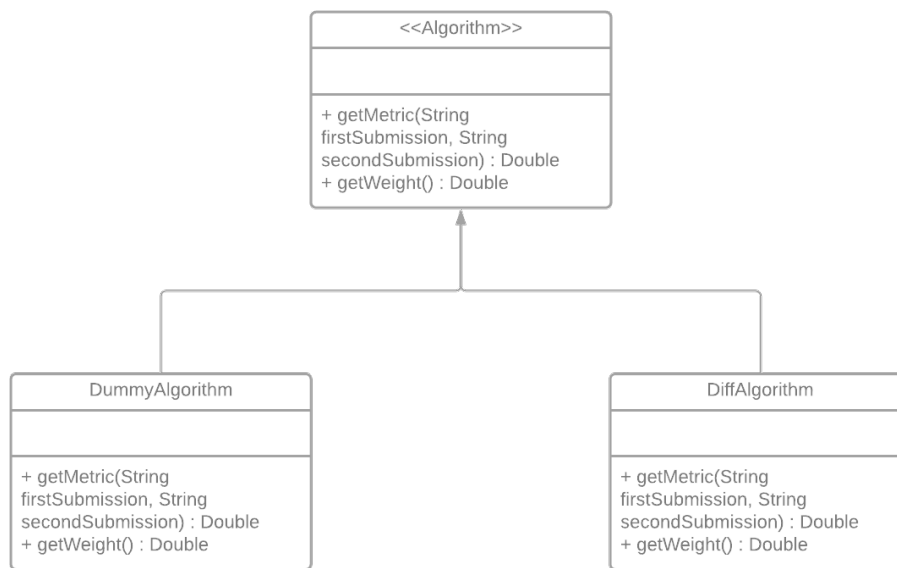 <<Algorithm>>
+ getMetric(String
firstSubmission, String
secondSubmission) : Double
+ getWeight() : Double
DummyAlgorithm
+ getMetric(String
firstSubmission, String
secondSubmission) : Double
+ getWeight() : Double
DiffAlgorithm
+ getMetric(String
firstSubmission, String
secondSubmission) : Double
+ getWeight() : Double